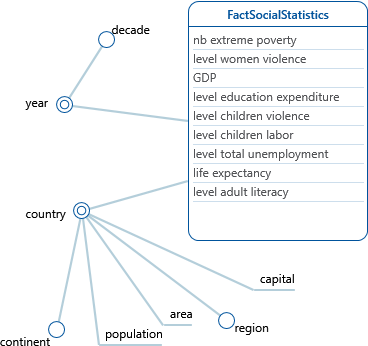 decade
FactSocialStatistics
nb extreme poverty
level women violence
GDP
level education expenditure
level children violence
level children labor
level total unemployment
life expectancy
level adult literacy
year
country
capital
area
region
population
continent